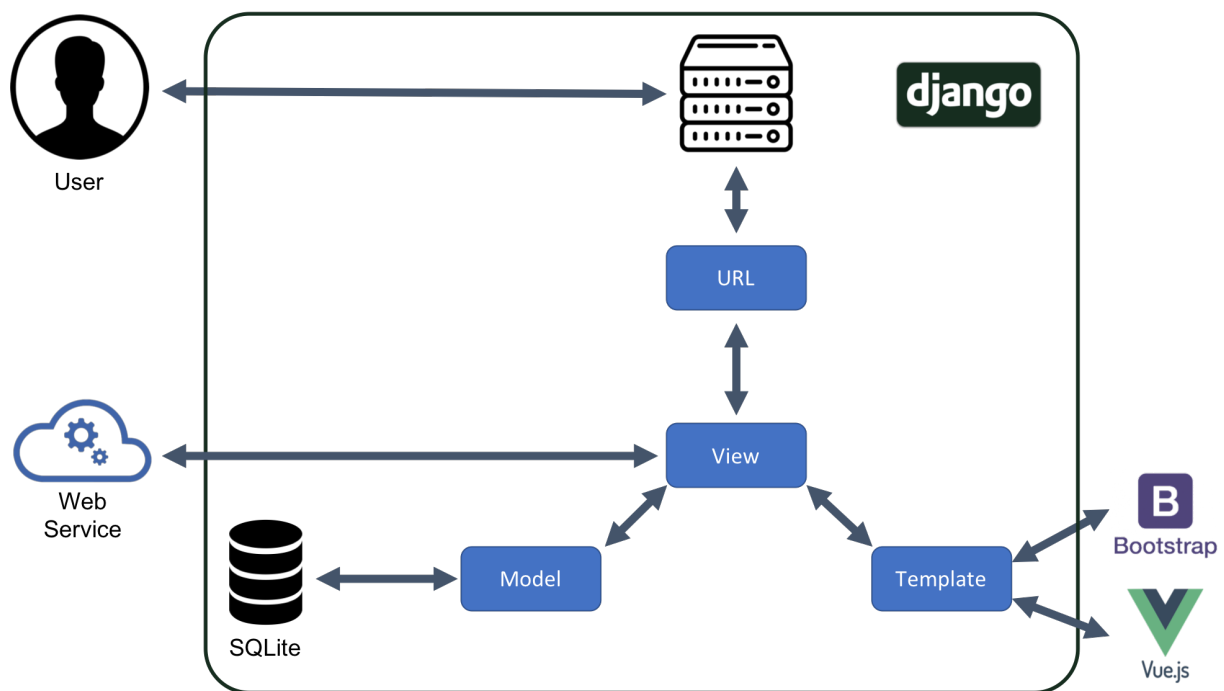 django
User
URL
View
Web
Service
Model
Template
B
Bootstrap
SQLite
Vue.js